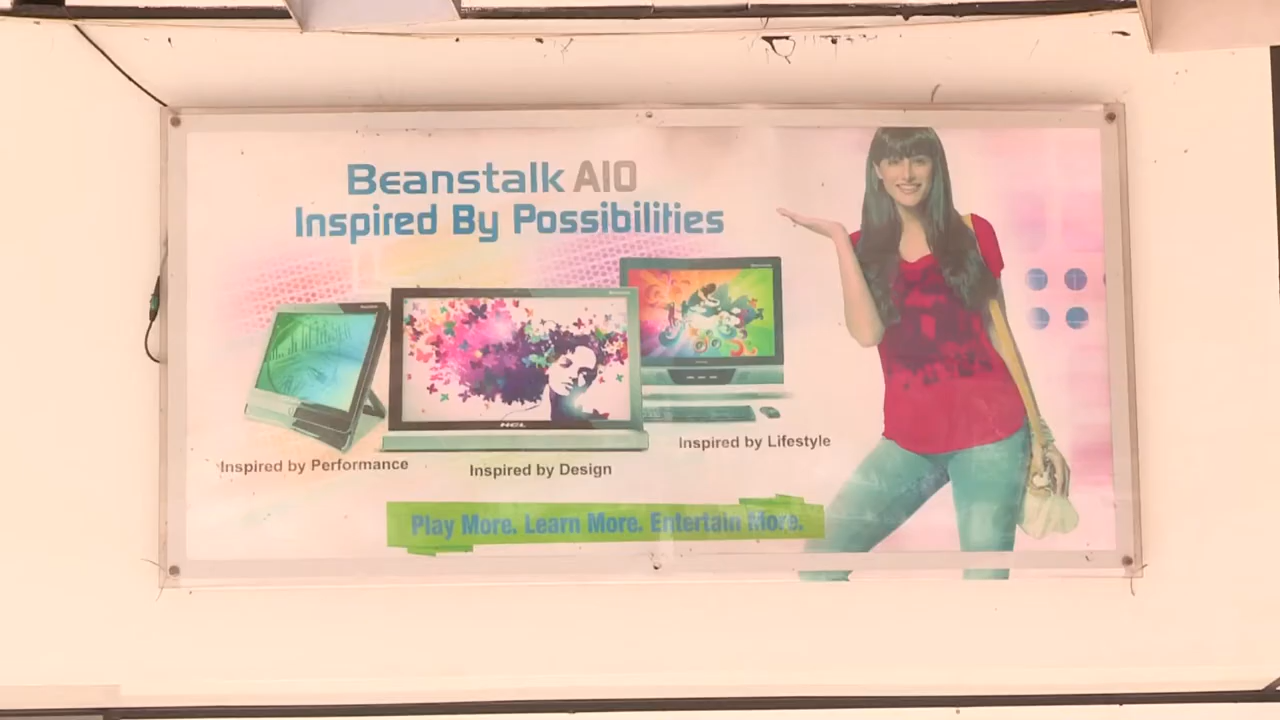 Beanstalk AIO
Inspired By Possibilities
HCL
Inspired by Performance
Inspired by Design
Inspired by Lifestyle
Play More. Learn More. Entertain More.